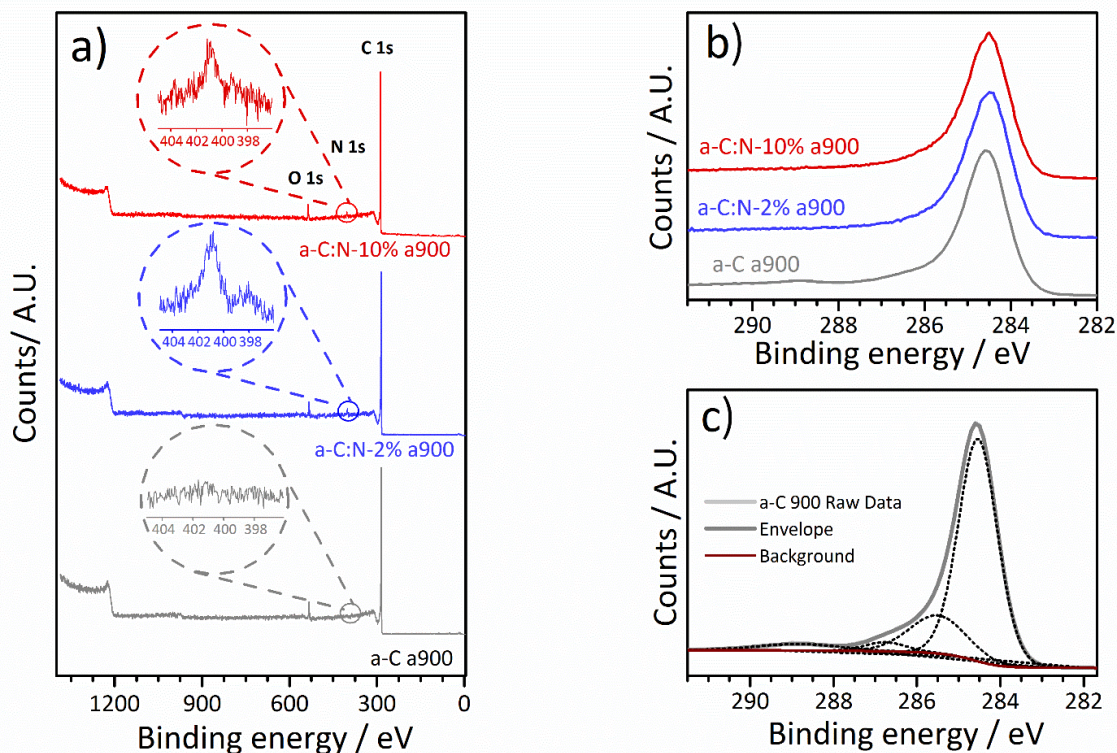 a)
C 1s
N 1s
O 1s
404 402 400 398
a-C:N-10% a900
404 402 400 398
a-C:N-2% a900
404 402 400 398
a-C a900
1200 900 600 300 0
Binding energy / eV
Counts/ A.U.
b)
a-C:N-10% a900
a-C:N-2% a900
a-C a900
290 288 286 284 282
Binding energy / eV
Counts / A.U.
c)
a-C 900 Raw Data
Envelope
Background
290 288 286 284 282
Binding energy / eV
Counts / A.U.